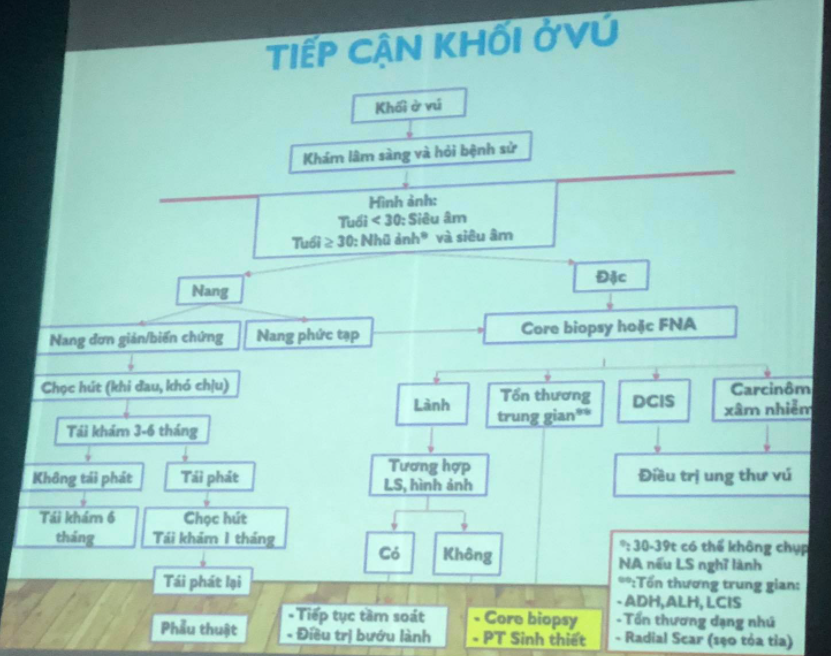 TIẾP CẬN KHỐI Ở VÚ
Khối ở vú
Khám lâm sàng và hỏi bệnh sử
Hình ảnh:
Tuổi < 30: Siêu âm
Tuổi ≥ 30: Nhũ ảnh* và siêu âm
Nang
Đặc
Nang đơn giản/biến chứng
Nang phức tạp
Core biopsy hoặc FNA
Chọc hút (khi đau, khó chịu)
Tái khám 3-6 tháng
Không tái phát
Tái phát
Tái khám 6
tháng
Chọc hút
Tái khám 1 tháng
Tái phát lại
Phẫu thuật
Lành
Tổn thương
trung gian**
DCIS
Carcinôm
xâm nhiễm
Tương hợp
LS, hình ảnh
Điều trị ung thư vú
Có
Không
- Tiếp tục tầm soát
- Điều trị bướu lành
- Core biopsy
- PT Sinh thiết
*: 30-39t có thể không chụp
NA nếu LS nghĩ lành
**:Tổn thương trung gian:
- ADH,ALH, LCIS
- Tổn thương dạng nhú
- Radial Scar (sẹo tỏa tia)